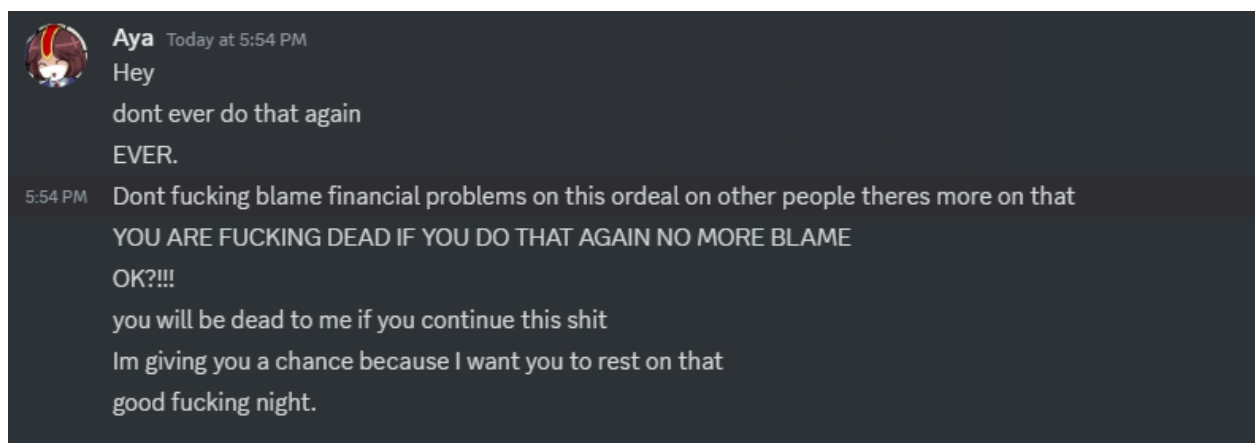 Aya Today at 5:54 PM
Hey
dont ever do that again
EVER.
5:54 PM Dont fucking blame financial problems on this ordeal on other people theres more on that
YOU ARE FUCKING DEAD IF YOU DO THAT AGAIN NO MORE BLAME
OK?!!!
you will be dead to me if you continue this shit
Im giving you a chance because I want you to rest on that
good fucking night.